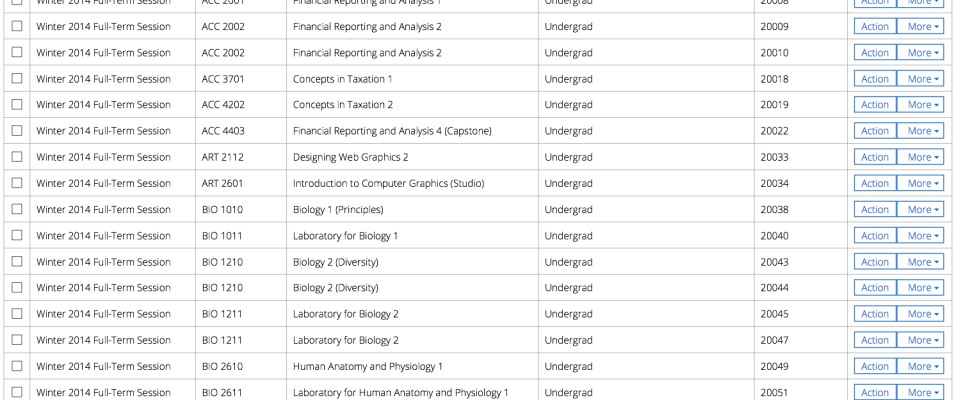 Winter 2014 Full-Term Session ACC 2001 Financial Reporting and Analysis 1 Undergrad 20008 Action More
Winter 2014 Full-Term Session ACC 2002 Financial Reporting and Analysis 2 Undergrad 20009 Action More
Winter 2014 Full-Term Session ACC 2002 Financial Reporting and Analysis 2 Undergrad 20010 Action More
Winter 2014 Full-Term Session ACC 3701 Concepts in Taxation 1 Undergrad 20018 Action More
Winter 2014 Full-Term Session ACC 4202 Concepts in Taxation 2 Undergrad 20019 Action More
Winter 2014 Full-Term Session ACC 4403 Financial Reporting and Analysis 4 (Capstone) Undergrad 20022 Action More
Winter 2014 Full-Term Session ART 2112 Designing Web Graphics 2 Undergrad 20033 Action More
Winter 2014 Full-Term Session ART 2601 Introduction to Computer Graphics (Studio) Undergrad 20034 Action More
Winter 2014 Full-Term Session BIO 1010 Biology 1 (Principles) Undergrad 20038 Action More
Winter 2014 Full-Term Session BIO 1011 Laboratory for Biology 1 Undergrad 20040 Action More
Winter 2014 Full-Term Session BIO 1210 Biology 2 (Diversity) Undergrad 20043 Action More
Winter 2014 Full-Term Session BIO 1210 Biology 2 (Diversity) Undergrad 20044 Action More
Winter 2014 Full-Term Session BIO 1211 Laboratory for Biology 2 Undergrad 20045 Action More
Winter 2014 Full-Term Session BIO 1211 Laboratory for Biology 2 Undergrad 20047 Action More
Winter 2014 Full-Term Session BIO 2610 Human Anatomy and Physiology 1 Undergrad 20049 Action More
Winter 2014 Full-Term Session BIO 2611 Laboratory for Human Anatomy and Physiology 1 Undergrad 20051 Action More